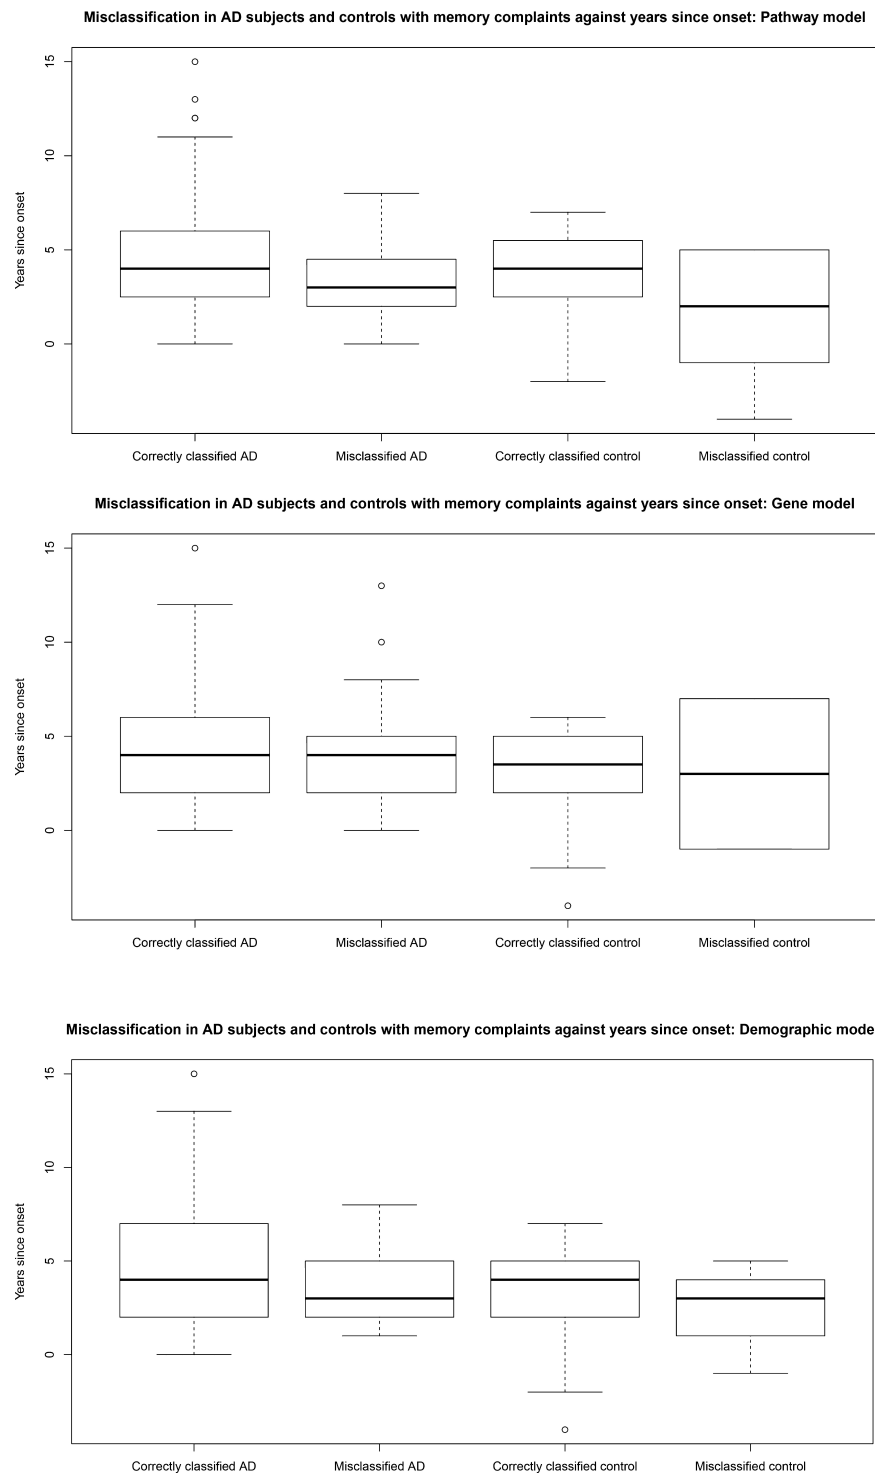 Misclassification in AD subjects and controls with memory complaints against years since onset: Pathway model
15
10
5
0
Years since onset
Correctly classified AD
Misclassified AD
Correctly classified control
Misclassified control
Misclassification in AD subjects and controls with memory complaints against years since onset: Gene model
15
10
5
0
Years since onset
Correctly classified AD
Misclassified AD
Correctly classified control
Misclassified control
Misclassification in AD subjects and controls with memory complaints against years since onset: Demographic mode
15
10
5
0
Years since onset
Correctly classified AD
Misclassified AD
Correctly classified control
Misclassified control